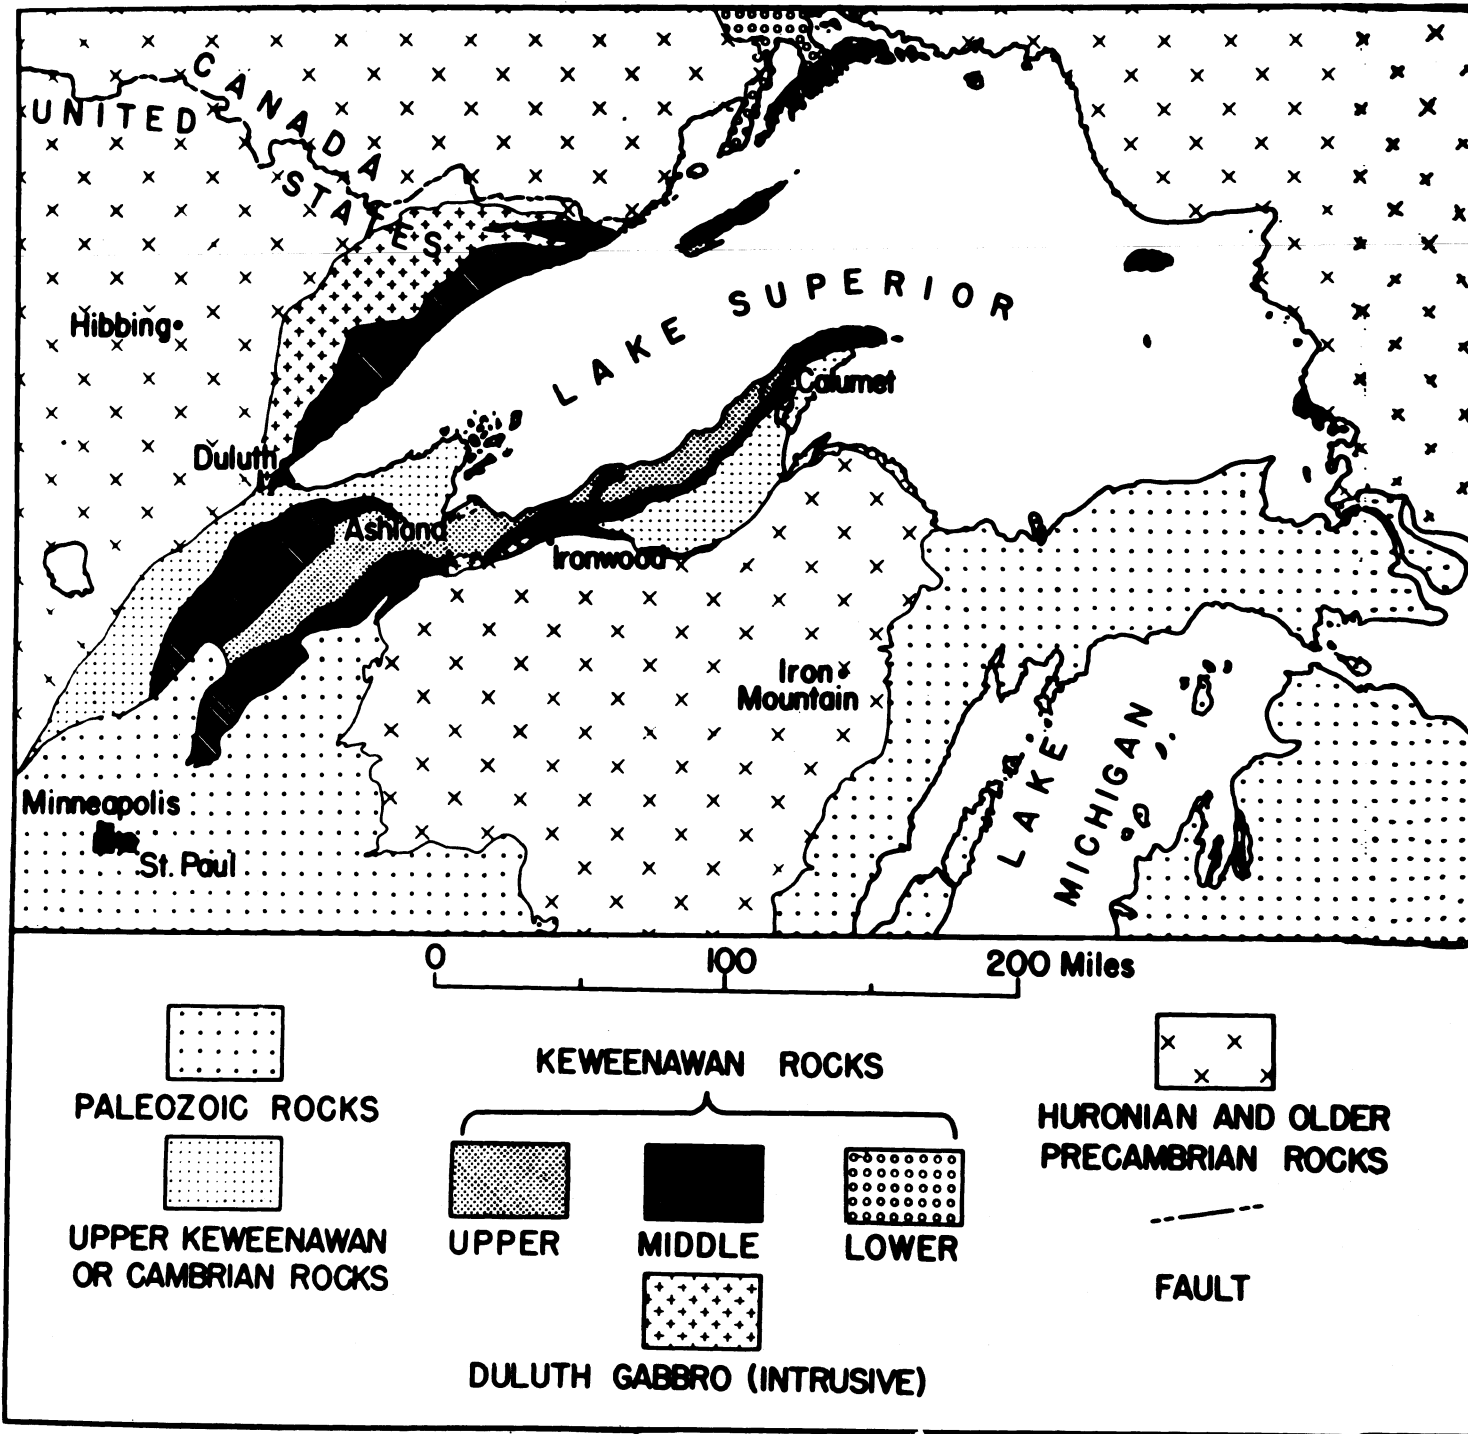 CANADA
UNITED STATES
Hibbing
LAKE SUPERIOR
Calumet
Duluth
Ashland
Ironwood
Iron
Mountain
LAKE
MICHIGAN
Minneapolis
St. Paul
0 100 200 Miles
PALEOZOIC ROCKS
UPPER KEWEENAWAN
OR CAMBRIAN ROCKS
KEWEENAWAN ROCKS
UPPER MIDDLE LOWER
DULUTH GABBRO (INTRUSIVE)
HURONIAN AND OLDER
PRECAMBRIAN ROCKS
FAULT